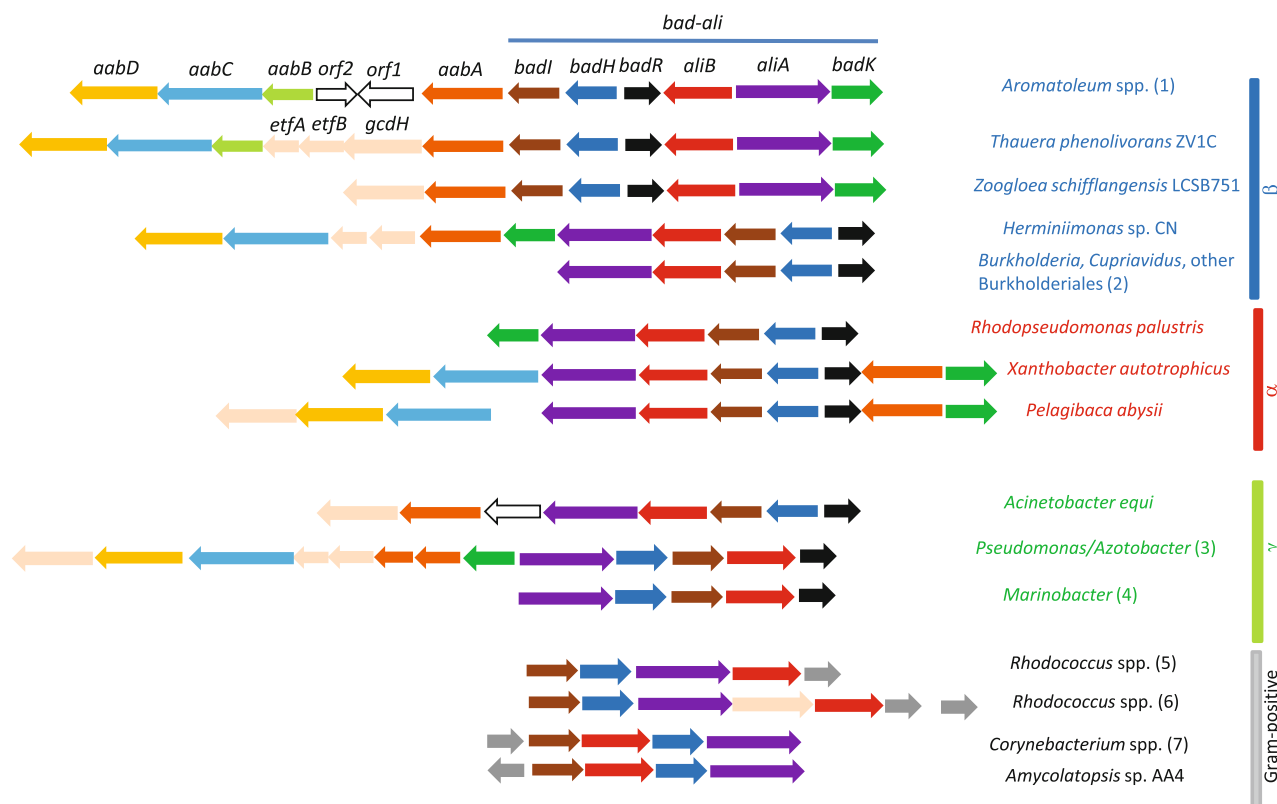 bad-ali
aabD aabC aabB orf2 orf1 aabA badI badH badR aliB aliA badK
Aromatoleum spp. (1)
etfA etfB gcdH
Thauera phenolivorans ZV1C
Zoogloea schifflangensis LCSB751
Herminiimonas sp. CN
Burkholderia, Cupriavidus, other
Burkholderiales (2)
β
Rhodopseudomonas palustris
Xanthobacter autotrophicus
Pelagibaca abysii
α
Acinetobacter equi
Pseudomonas/Azotobacter (3)
Marinobacter (4)
γ
Rhodococcus spp. (5)
Rhodococcus spp. (6)
Corynebacterium spp. (7)
Amycolatopsis sp. AA4
Gram-positive